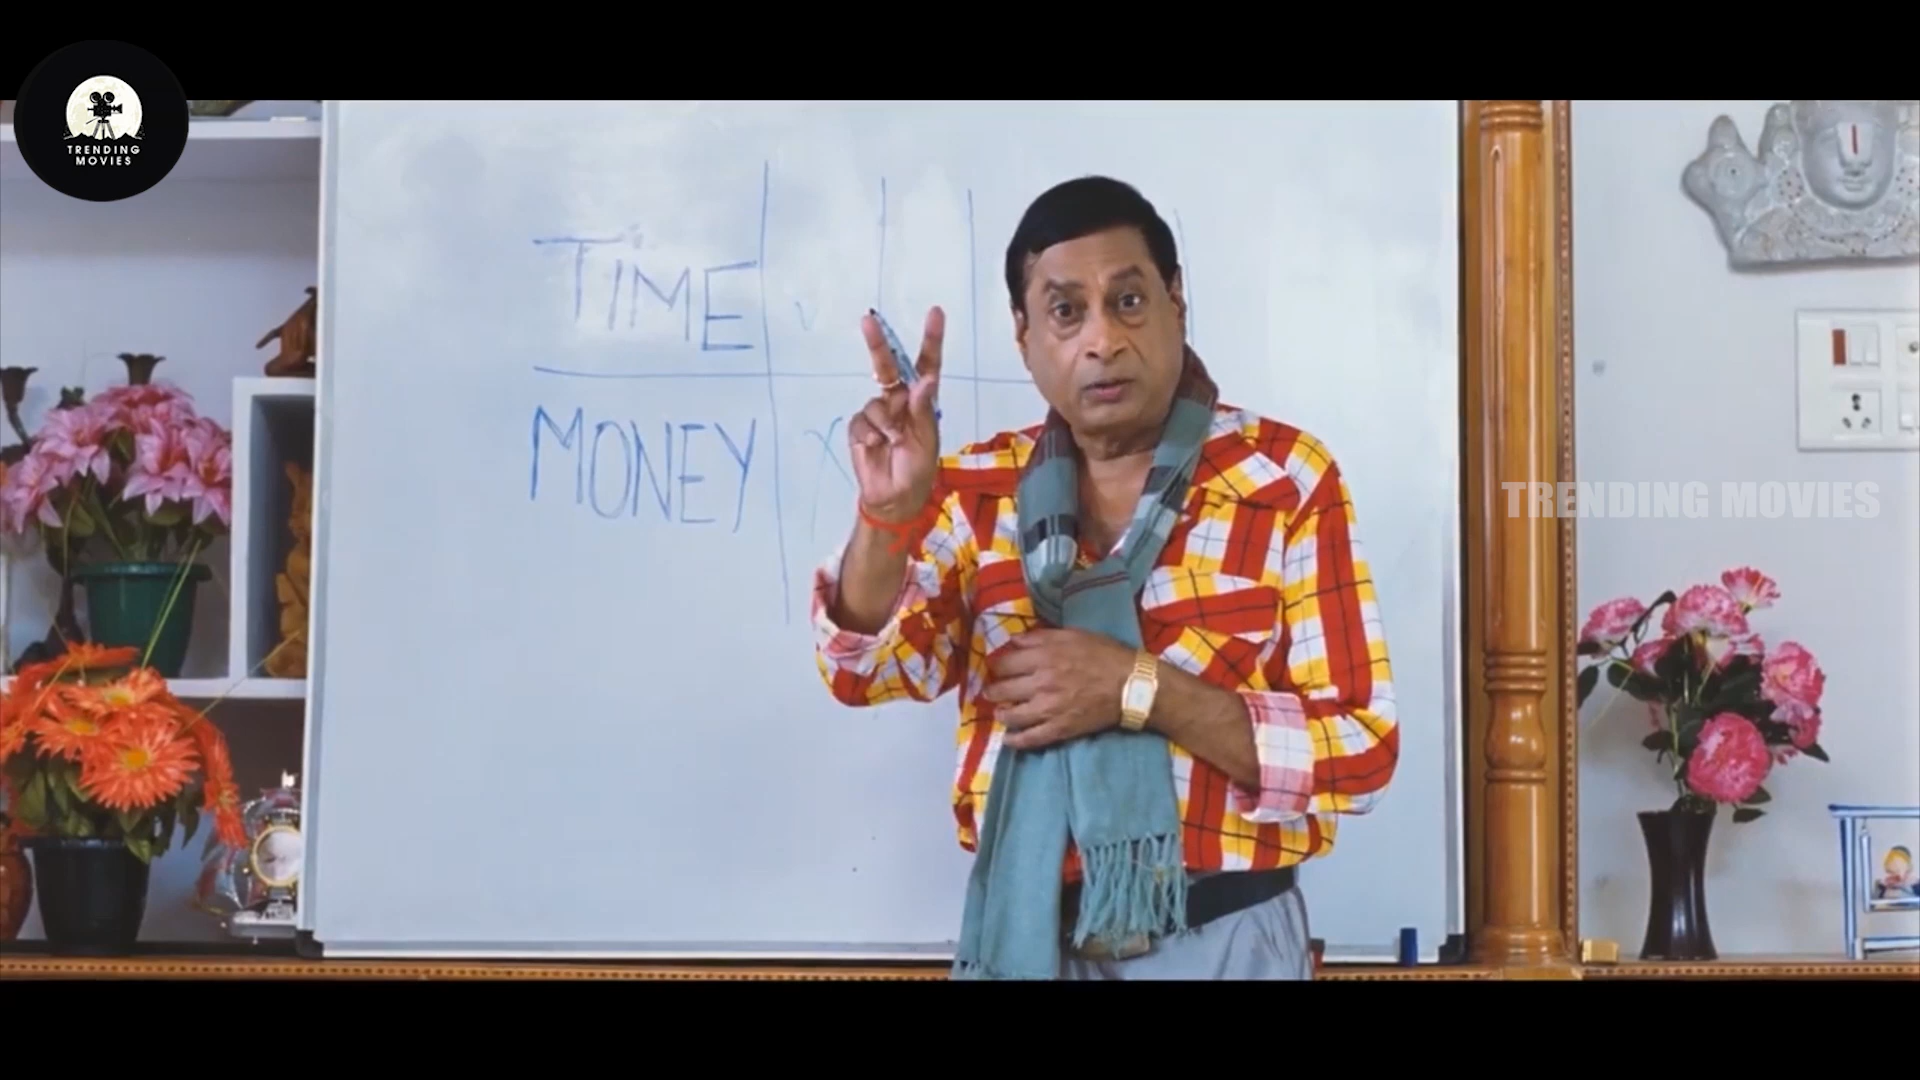 TRENDING
MOVIES
TIME
MONEY X
TRENDING MOVIES